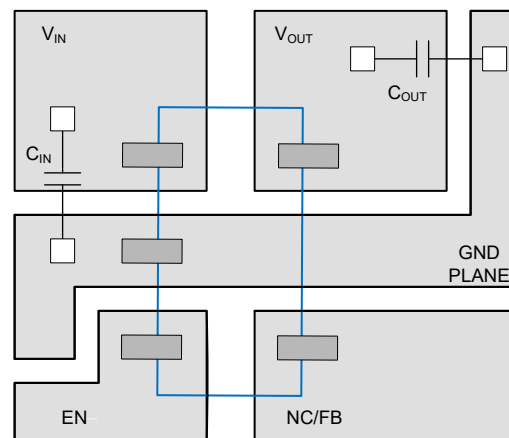 VIN
VOUT
COUT
CIN
GND
PLANE
EN
NC/FB